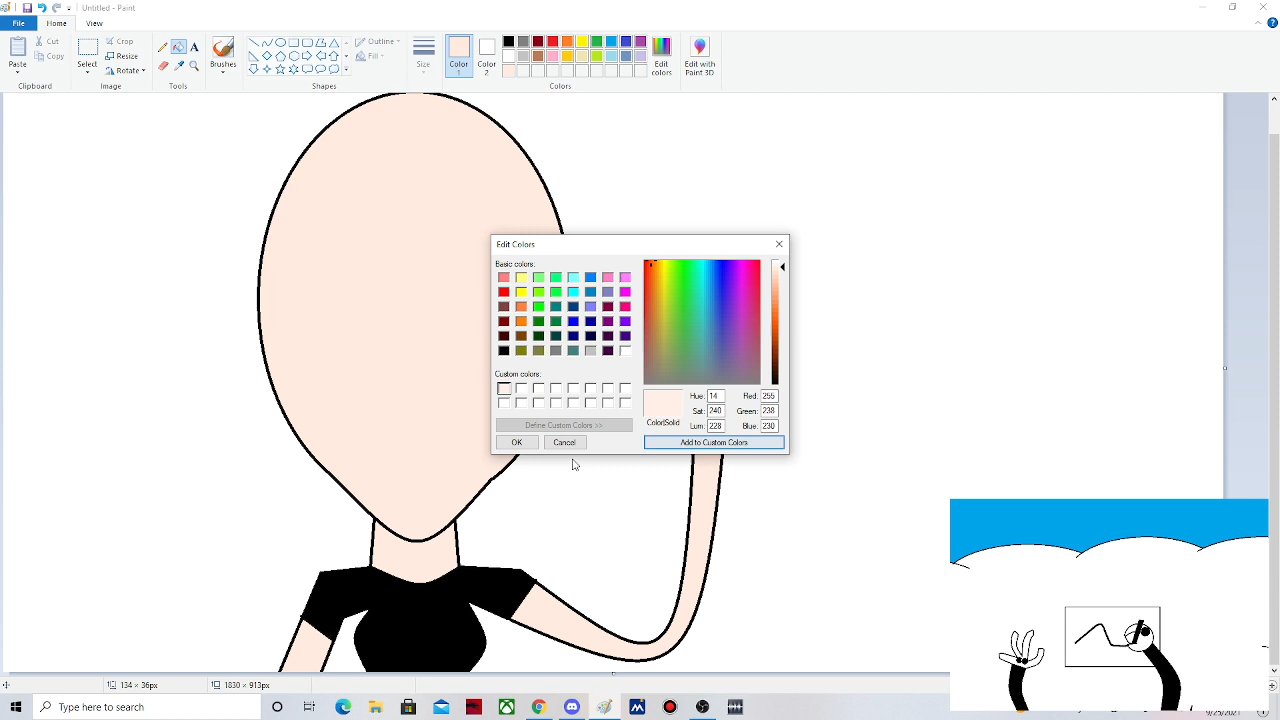 Untitled - Paint
File Home View
Paste Cut Copy Clipboard
Select Crop Resize Rotate Image
Tools
Brushes
Shapes Outline Fill
Size
Color 1 Color 2 Edit colors Colors
Edit with Paint 3D
Edit Colors
Basic colors:
Custom colors:
Define Custom Colors >>
OK Cancel
Color|Solid
Hue: 14 Red: 255
Sat: 240 Green: 238
Lum: 228 Blue: 230
Add to Custom Colors
134 × 36px 1830 × 913px
Type here to search
9/25/2021